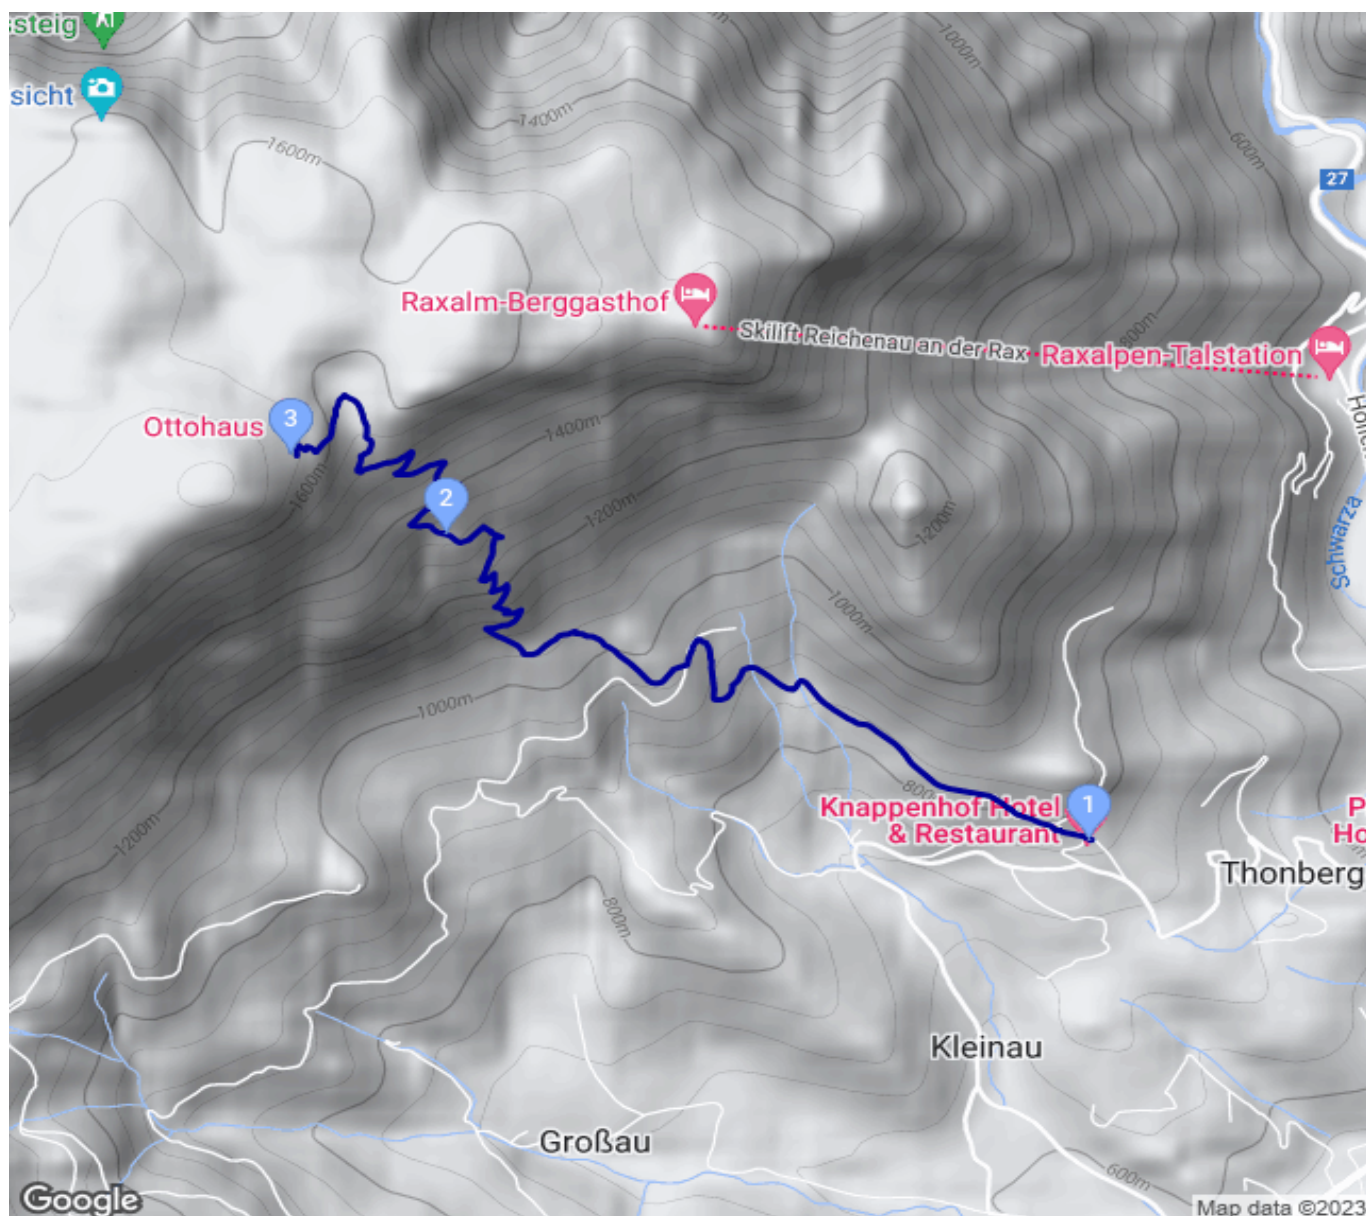 steig
sicht
1000m
1400m
1600m
600m
27
Raxalm-Berggasthof
Skilift Reichenau an der Rax
Raxalpen-Talstation
800m
3
Ottohaus
1400m
1600m
2
1200m
1200m
Schwarza
1000m
1000m
800
1
Knappenhof Hotel
& Restaurant
P
Ho
1200m
Thonberg
800m
Kleinau
Großau
600m
Google
Map data ©2023